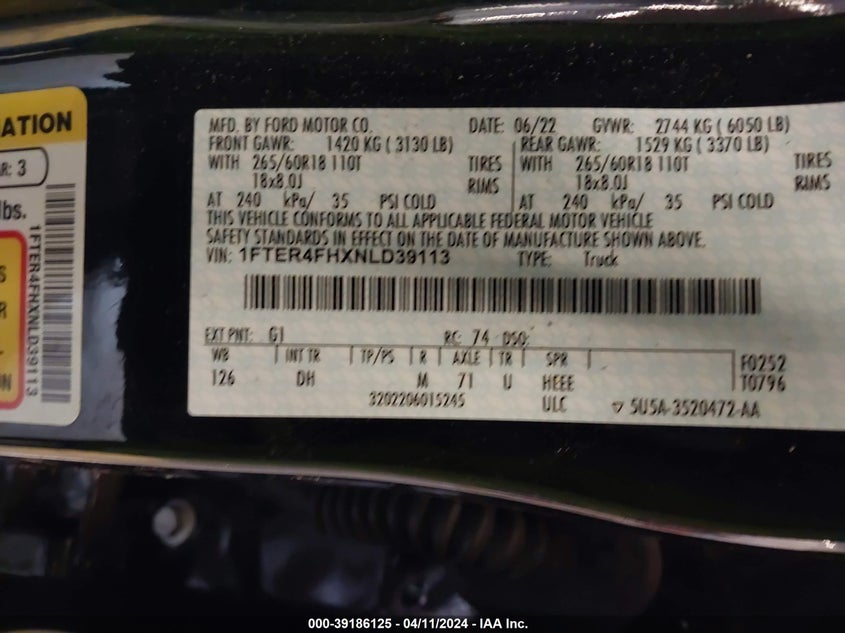 ATION
R: 3
lbs.
1FTER4FHXNLD39113
S
R
L
ON
MFD. BY FORD MOTOR CO. DATE: 06/22 GVWR: 2744 KG ( 6050 LB)
FRONT GAWR: 1420 KG ( 3130 LB) REAR GAWR: 1529 KG ( 3370 LB)
WITH 265/60R18 110T TIRES WITH 265/60R18 110T TIRES
18x8.0J RIMS 18x8.0J RIMS
AT 240 kPa/ 35 PSI COLD AT 240 kPa/ 35 PSI COLD
THIS VEHICLE CONFORMS TO ALL APPLICABLE FEDERAL MOTOR VEHICLE
SAFETY STANDARDS IN EFFECT ON THE DATE OF MANUFACTURE SHOWN ABOVE.
VIN: 1FTER4FHXNLD39113 TYPE: Truck
EXT PNT: G1 RC: 74 DSO:
WB INT TR TP/PS R AXLE TR SPR F0252
126 DH M 71 U HEEE T0796
3202206015245 ULC ▽ 5U5A-3520472-AA
000-39186125 - 04/11/2024 - IAA Inc.